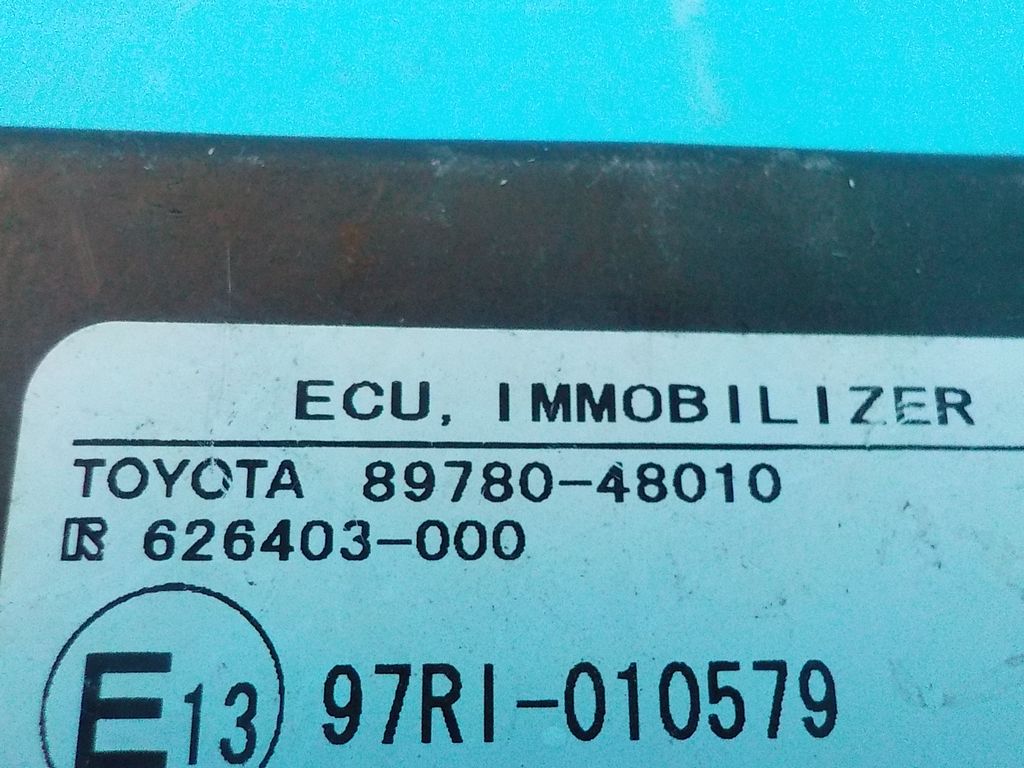 ECU, IMMOBILIZER
TOYOTA 89780-48010
626403-000
E13 97RI-010579